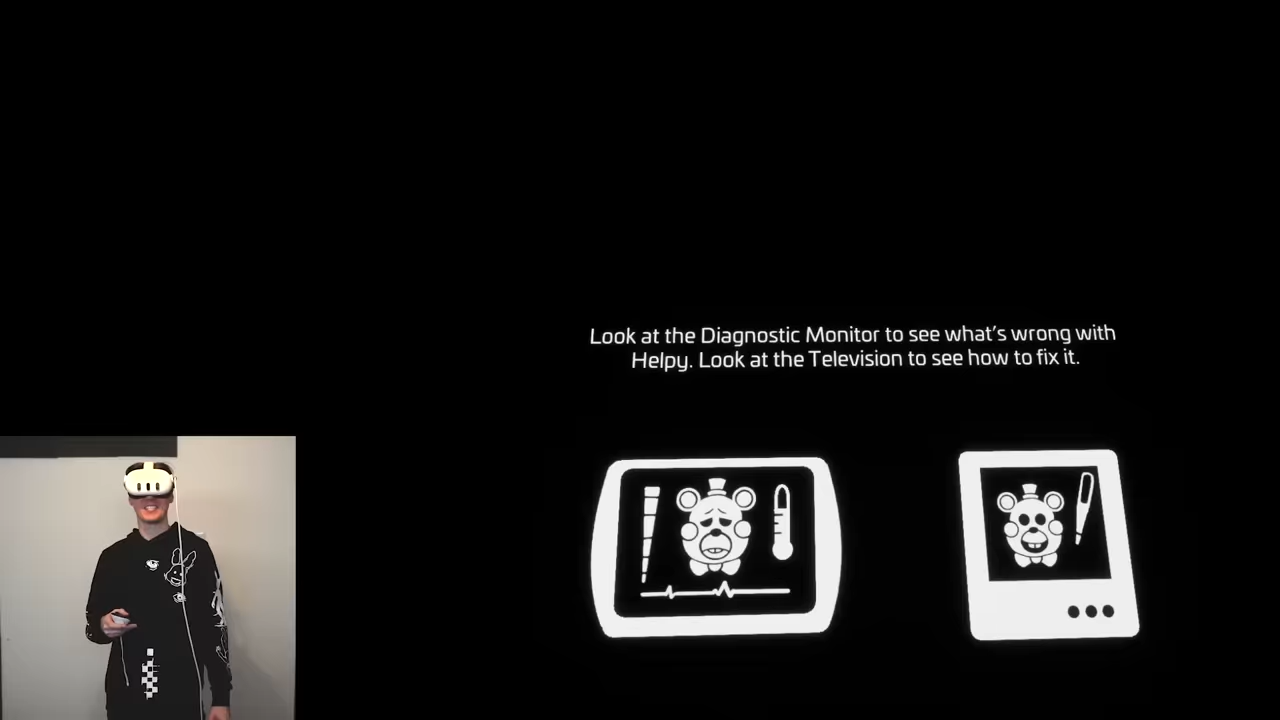 Look at the Diagnostic Monitor to see what's wrong with
Helpy. Look at the Television to see how to fix it.